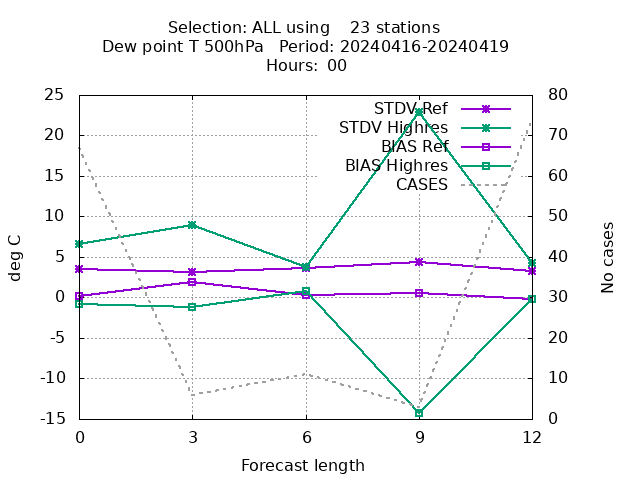 Selection: ALL using    23 stations
Dew point T 500hPa   Period: 20240416-20240419
Hours: 00
STDV Ref
STDV Highres
BIAS Ref
BIAS Highres
CASES
25
20
15
10
5
0
-5
-10
-15
deg C
80
70
60
50
40
30
20
10
0
No cases
0 3 6 9 12
Forecast length